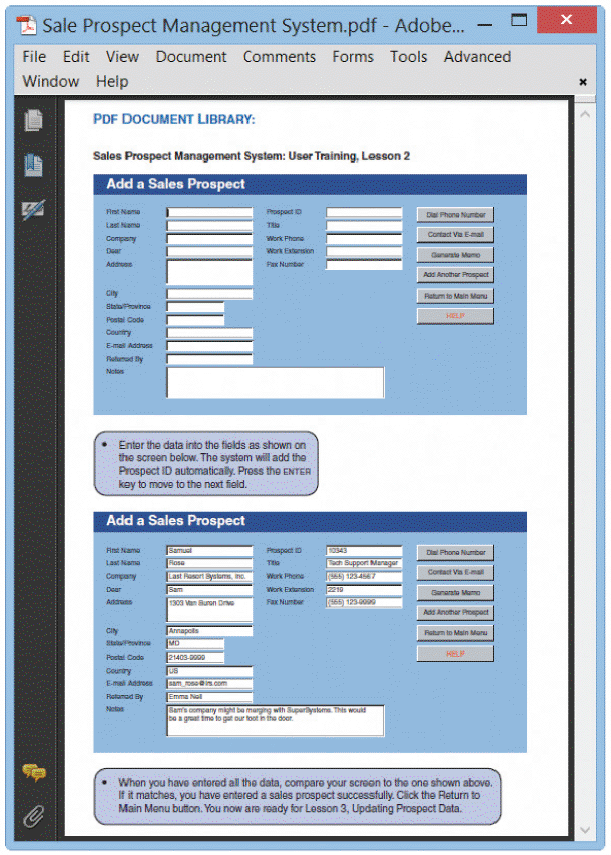 Sale Prospect Management System.pdf - Adobe...
File Edit View Document Comments Forms Tools Advanced
Window Help
PDF DOCUMENT LIBRARY:
Sales Prospect Management System: User Training, Lesson 2
Add a Sales Prospect
First Name Prospect ID Dial Phone Number
Last Name Title
Company Work Phone Contact Via E-mail
Dear Work Extension Generate Memo
Address Fax Number Add Another Prospect
City Return to Main Menu
State/Province
Postal Code HELP
Country
E-mail Address
Referred By
Notes
• Enter the data into the fields as shown on
the screen below. The system will add the
Prospect ID automatically. Press the ENTER
key to move to the next field.
Add a Sales Prospect
First Name Samuel Prospect ID 10343 Dial Phone Number
Last Name Rose Title Tech Support Manager
Company Last Resort Systems, Inc. Work Phone (555) 123-4567 Contact Via E-mail
Dear Sam Work Extension 2219 Generate Memo
Address 1303 Van Buren Drive Fax Number (555) 123-9999 Add Another Prospect
City Annapolis Return to Main Menu
State/Province MD
Postal Code 21403-9999 HELP
Country US
E-mail Address sam_rose@lrs.com
Referred By Emma Nell
Notes Sam's company might be merging with SuperSystems. This would
be a great time to get our foot in the door.
• When you have entered all the data, compare your screen to the one shown above.
If it matches, you have entered a sales prospect successfully. Click the Return to
Main Menu button. You now are ready for Lesson 3, Updating Prospect Data.